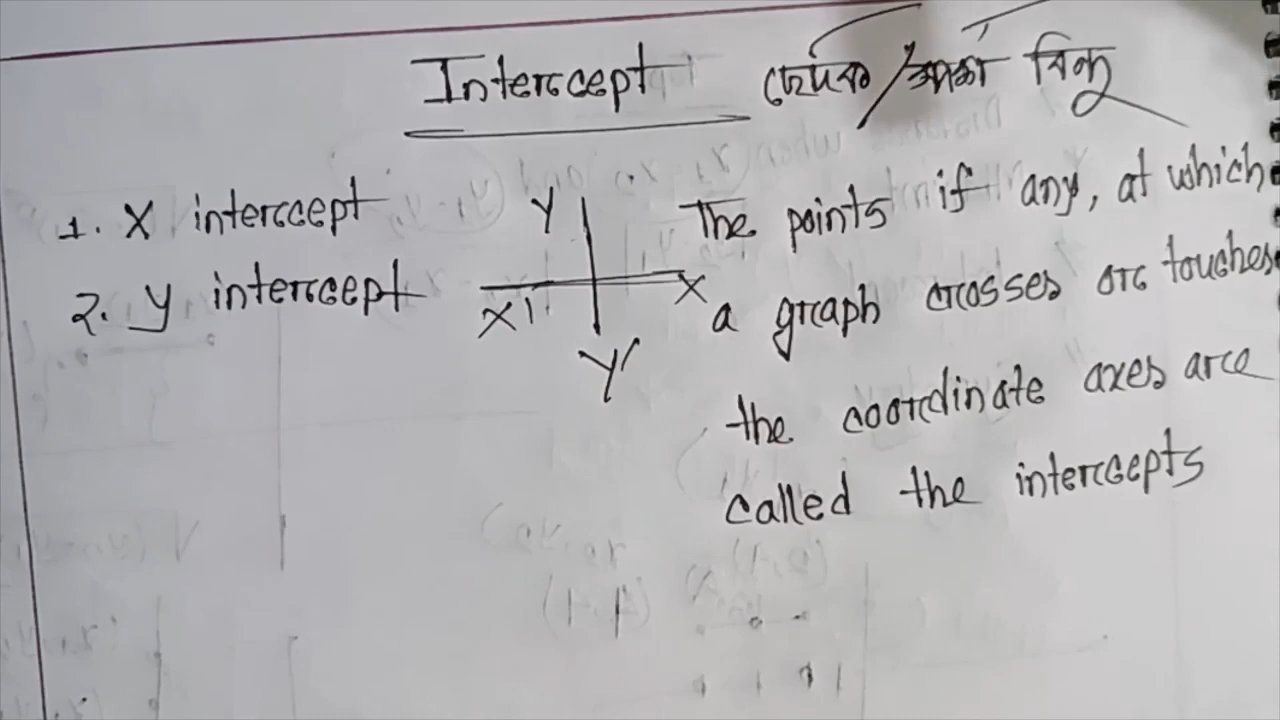 Intercept ছেদক/স্পর্শ বিন্দু
1. X intercept
2. y intercept
Y
X' X
Y'
The points if any, at which
a graph crosses or touches
the coordinate axes are
called the intercepts